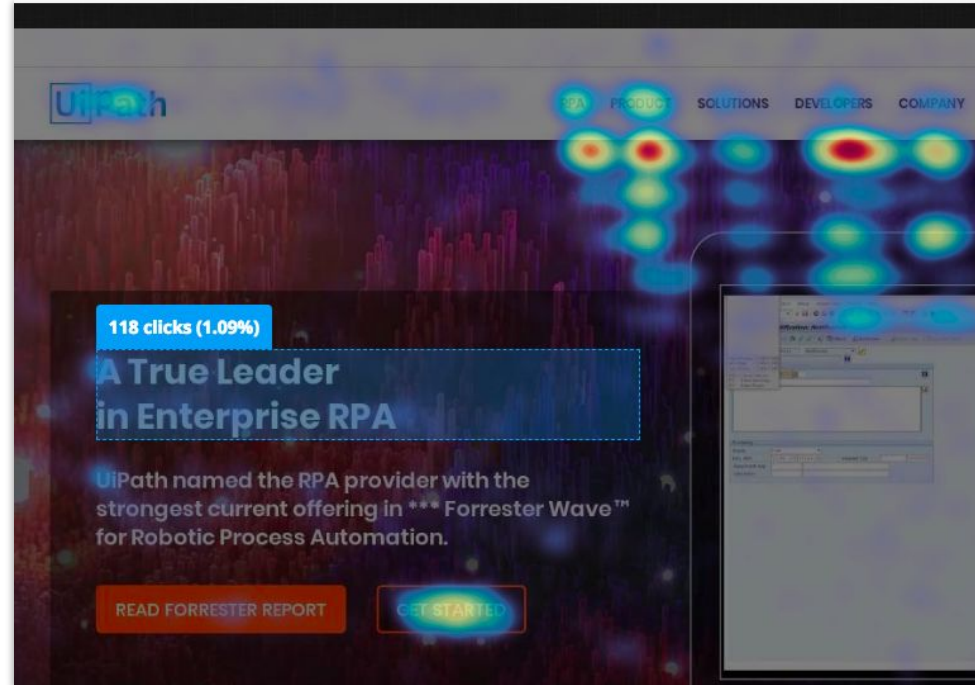 UiPath
RPA PRODUCT SOLUTIONS DEVELOPERS COMPANY
118 clicks (1.09%)
A True Leader
in Enterprise RPA
UiPath named the RPA provider with the
strongest current offering in *** Forrester Wave™
for Robotic Process Automation.
READ FORRESTER REPORT
GET STARTED